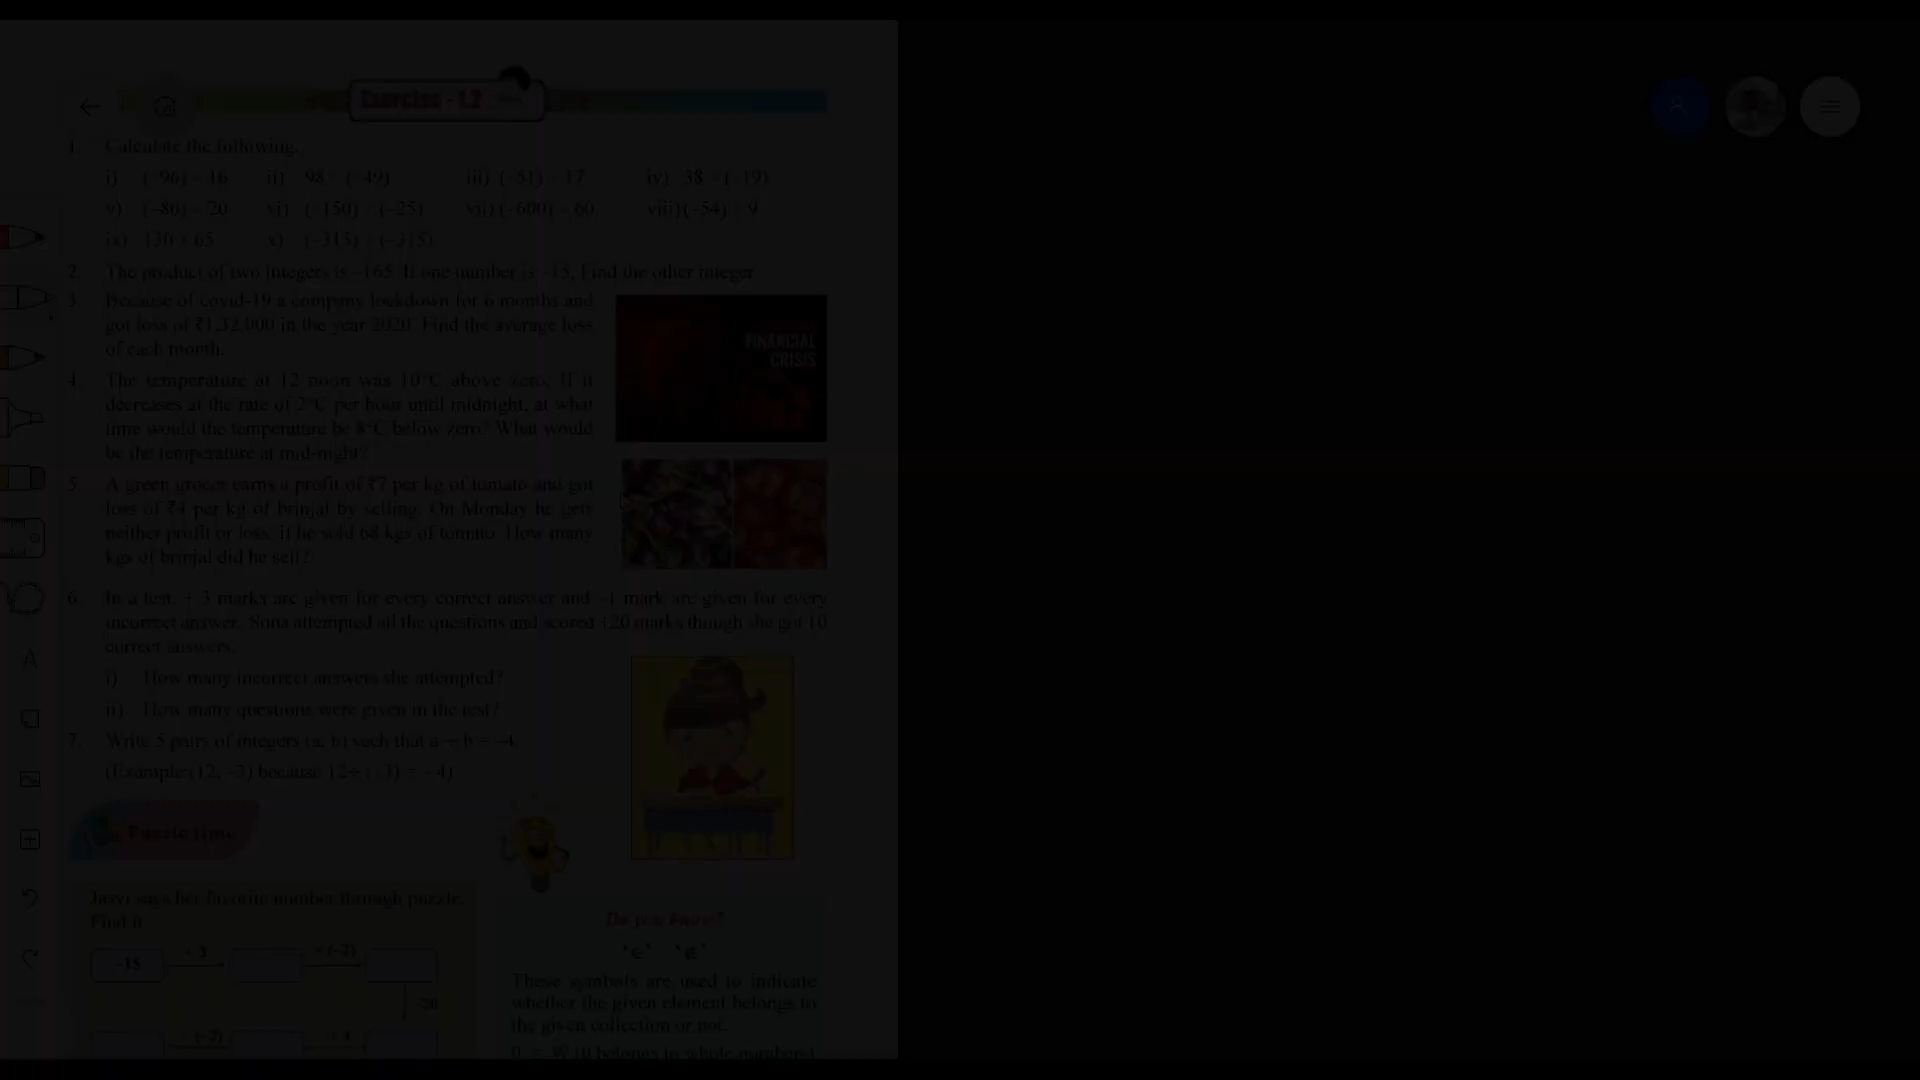 Exercise - 1.2
1. Calculate the following.
i) (–96) ÷ 16 ii) 98 ÷ (–49) iii) (–51) ÷ 17 iv) 38 ÷ (–19)
v) (–80) ÷ 20 vi) (–150) ÷ (–25) vii) (–600) ÷ 60 viii) (–54) ÷ 9
ix) 130 ÷ 65 x) (–315) ÷ (–315)
2. The product of two integers is –165. If one number is –15, Find the other integer
3. Because of covid-19 a company lockdown for 6 months and
got loss of ₹1,32,000 in the year 2020. Find the average loss
of each month.
FINANCIAL
CRISIS
4. The temperature at 12 noon was 10°C above zero. If it
decreases at the rate of 2°C per hour until midnight, at what
time would the temperature be 8°C below zero? What would
be the temperature at mid-night?
5. A green grocer earns a profit of ₹7 per kg of tomato and got
loss of ₹4 per kg of brinjal by selling. On Monday he gets
neither profit or loss, if he sold 68 kgs of tomato. How many
kgs of brinjal did he sell?
6. In a test, + 3 marks are given for every correct answer and –1 mark are given for every
incorrect answer. Sona attempted all the questions and scored +20 marks though she got 10
correct answers.
i) How many incorrect answers she attempted?
ii) How many questions were given in the test?
7. Write 5 pairs of integers (a, b) such that a ÷ b = –4
(Example (12, –3) because 12÷ (–3) = –4)
Puzzle time
Jasvi says her favorite number through puzzle.
Find it
–15
÷ (–2)
Do you know?
‘∈’ ‘∉’
These symbols are used to indicate
whether the given element belongs to
the given collection or not.
0 ∈ W (0 belongs to whole numbers)